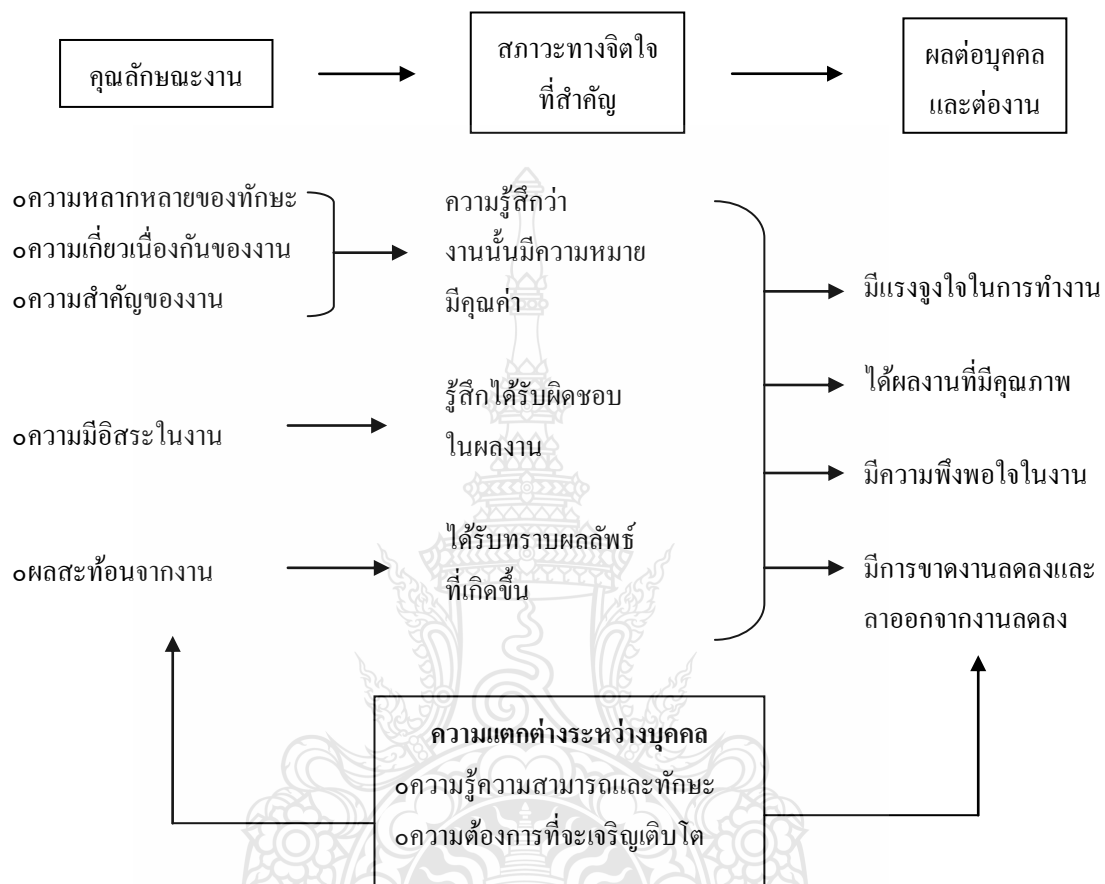 คุณลักษณะงาน
สภาวะทางจิตใจ
ที่สำคัญ
ผลต่อบุคคล
และต่องาน
๐ความหลากหลายของทักษะ
๐ความเกี่ยวเนื่องกันของงาน
๐ความสำคัญของงาน
ความรู้สึกว่า
งานนั้นมีความหมาย
มีคุณค่า
๐ความมีอิสระในงาน
รู้สึกได้รับผิดชอบ
ในผลงาน
๐ผลสะท้อนจากงาน
ได้รับทราบผลลัพธ์
ที่เกิดขึ้น
มีแรงจูงใจในการทำงาน
ได้ผลงานที่มีคุณภาพ
มีความพึงพอใจในงาน
มีการขาดงานลดลงและ
ลาออกจากงานลดลง
ความแตกต่างระหว่างบุคคล
๐ความรู้ความสามารถและทักษะ
๐ความต้องการที่จะเจริญเติบโต